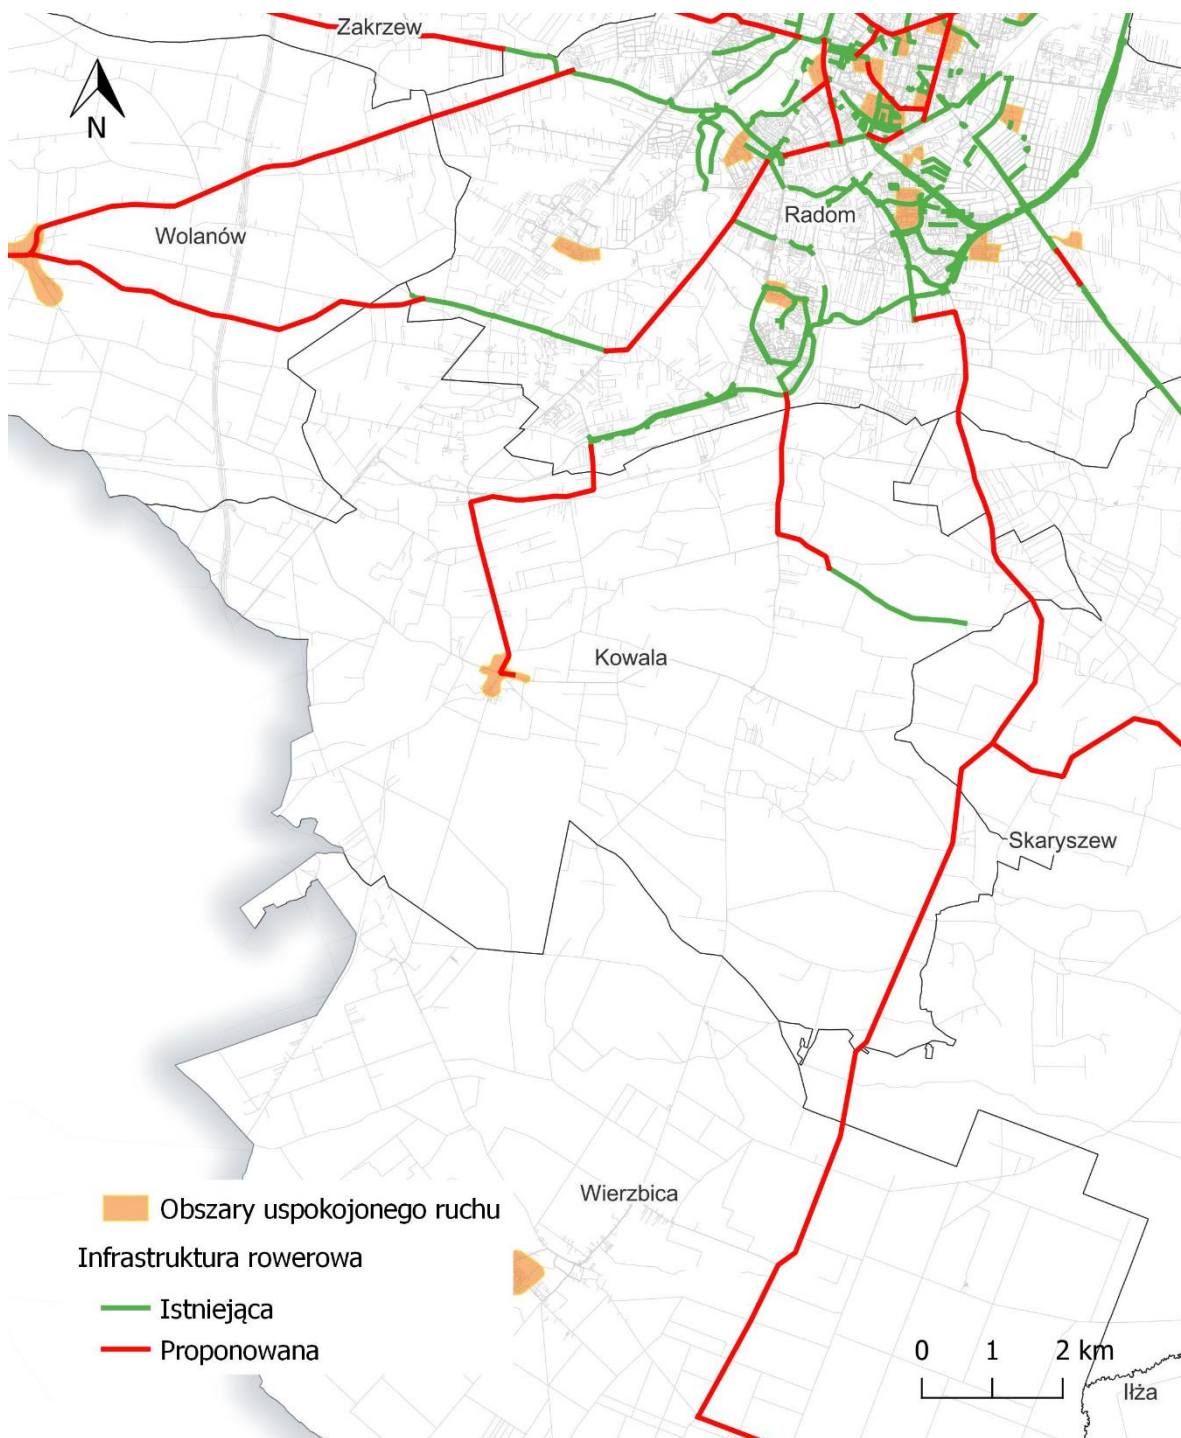 Zakrzew
N
Wolanów
Radom
Kowala
Skaryszew
Wierzbica
Obszary uspokojonego ruchu
Infrastruktura rowerowa
Istniejąca
Proponowana
0 1 2 km
Iłża